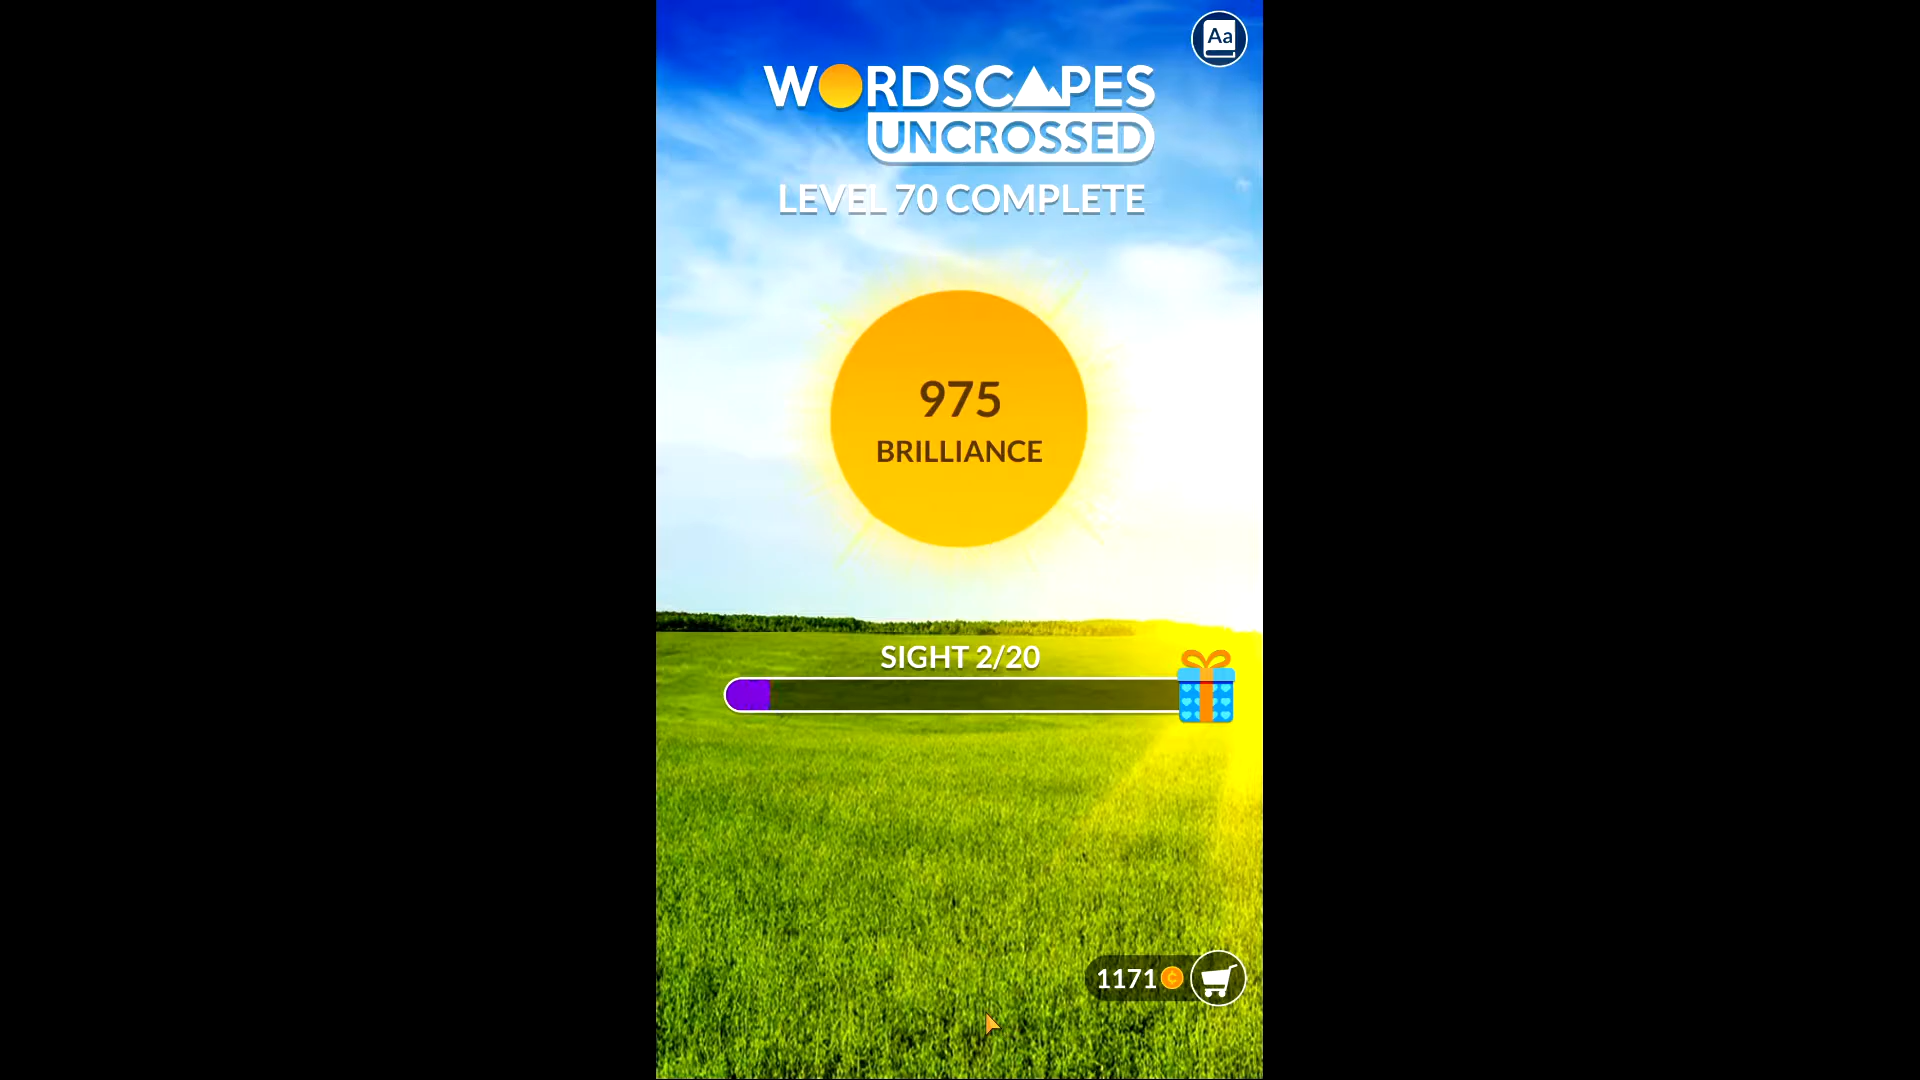 Aa
WORDSCAPES
UNCROSSED
LEVEL 70 COMPLETE
975
BRILLIANCE
SIGHT 2/20
1171